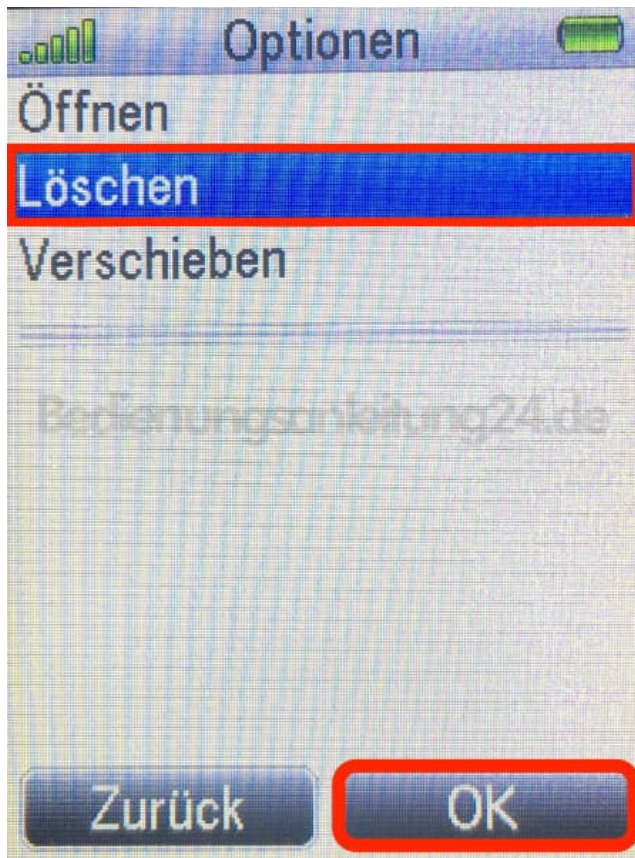 Optionen
Öffnen
Löschen
Verschieben
Bedienungsanleitung24.de
Zurück
OK